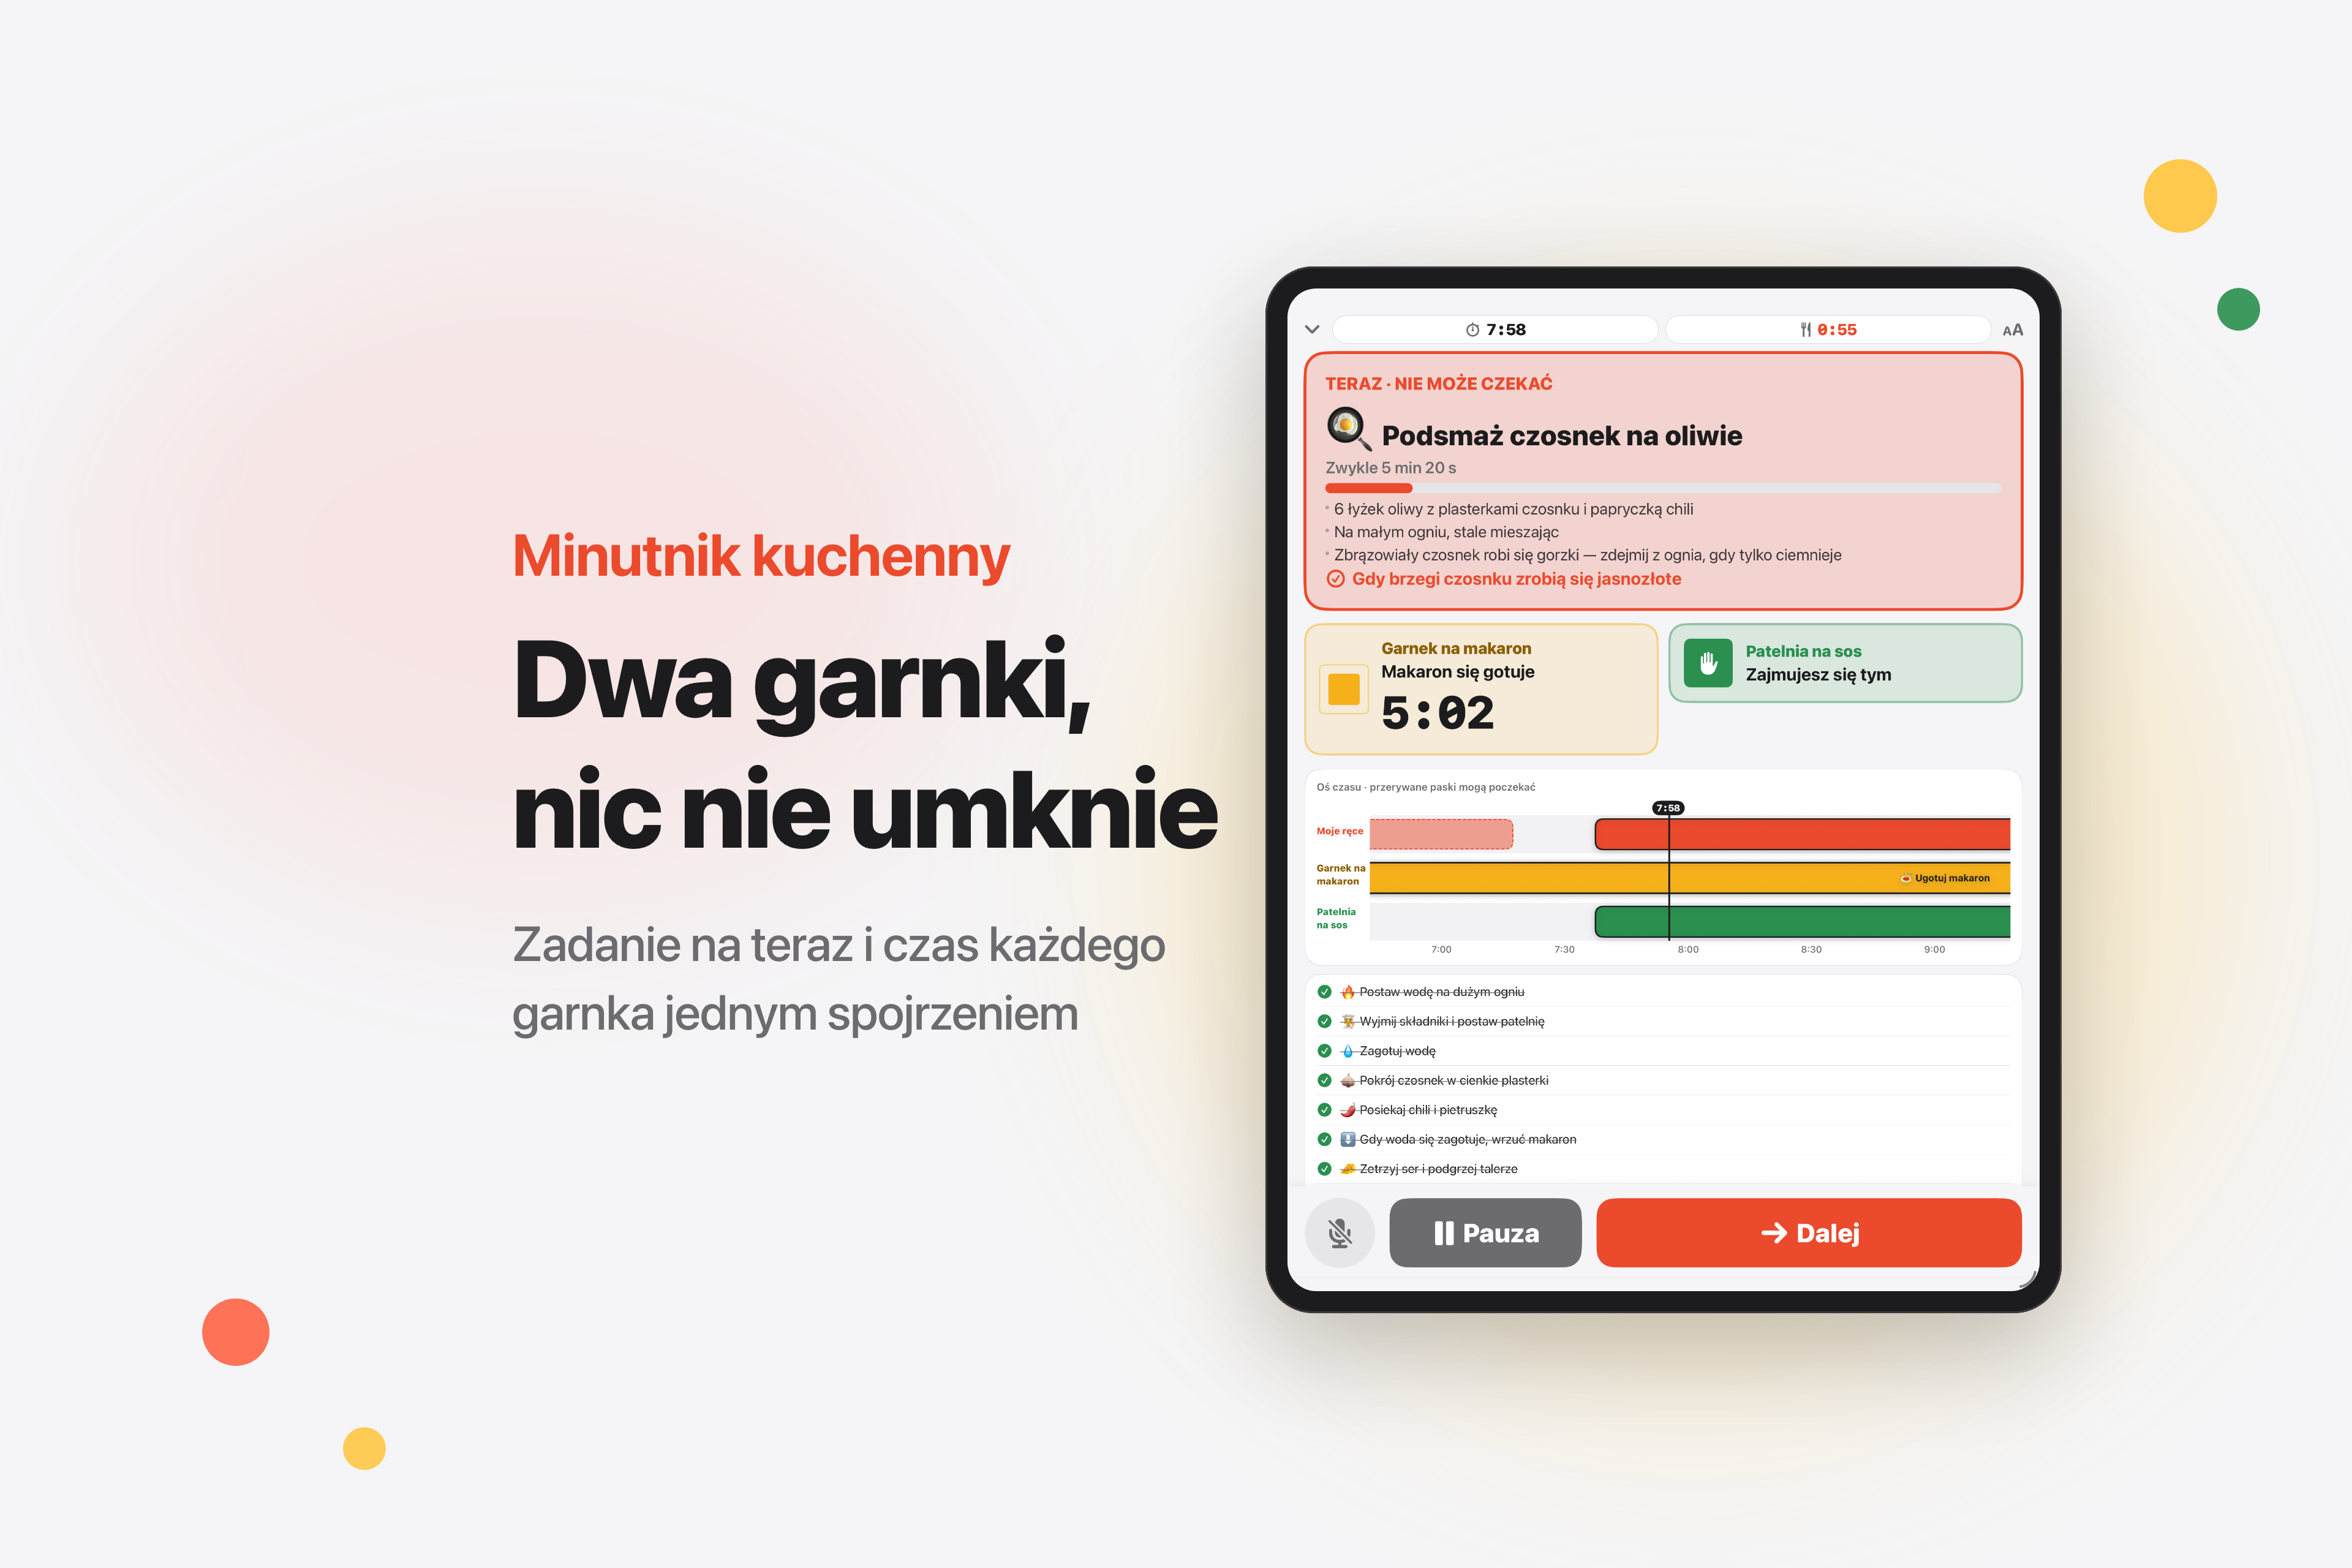 Minutnik kuchenny
Dwa garnki,
nic nie umknie
Zadanie na teraz i czas każdego
garnka jednym spojrzeniem
7:58
0:55
AA
TERAZ · NIE MOŻE CZEKAĆ
Podsmaż czosnek na oliwie
Zwykle 5 min 20 s
• 6 łyżek oliwy z plasterkami czosnku i papryczką chili
• Na małym ogniu, stale mieszając
• Zbrązowiały czosnek robi się gorzki — zdejmij z ognia, gdy tylko ciemnieje
Gdy brzegi czosnku zrobią się jasnozłote
Garnek na makaron
Makaron się gotuje
5:02
Patelnia na sos
Zajmujesz się tym
Oś czasu · przerywane paski mogą poczekać
7:58
Moje ręce
Garnek na
makaron
Ugotuj makaron
Patelnia
na sos
7:00 7:30 8:00 8:30 9:00
Postaw wodę na dużym ogniu
Wyjmij składniki i postaw patelnię
Zagotuj wodę
Pokrój czosnek w cienkie plasterki
Posiekaj chili i pietruszkę
Gdy woda się zagotuje, wrzuć makaron
Zetrzyj ser i podgrzej talerze
Pauza
Dalej